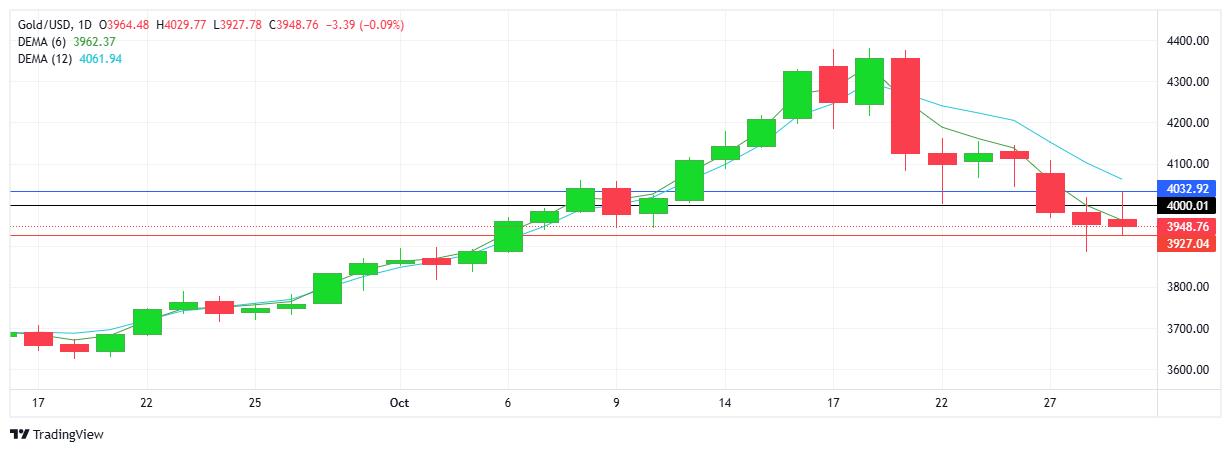 Gold/USD, 1D O3964.48 H4029.77 L3927.78 C3948.76 −3.39 (−0.09%)
DEMA (6) 3962.37
DEMA (12) 4061.94
4400.00
4300.00
4200.00
4100.00
4032.92
4000.01
3948.76
3927.04
3800.00
3700.00
3600.00
17 22 25 Oct 6 9 14 17 22 27
TradingView